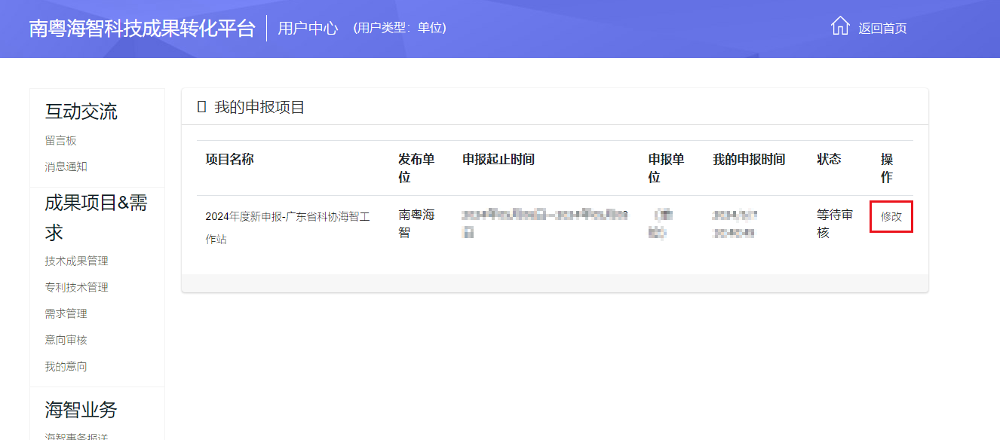 南粤海智科技成果转化平台 用户中心 (用户类型：单位) 返回首页
互动交流
留言板
消息通知
成果项目&需
求
技术成果管理
专利技术管理
需求管理
意向审核
我的意向
海智业务
海智事务报送
我的申报项目
项目名称 发布单 申报起止时间 申报单 我的申报时间 状态 操
位 位 作
2024年度新申报-广东省科协海智工 南粤海 等待审 修改
作站 智 核